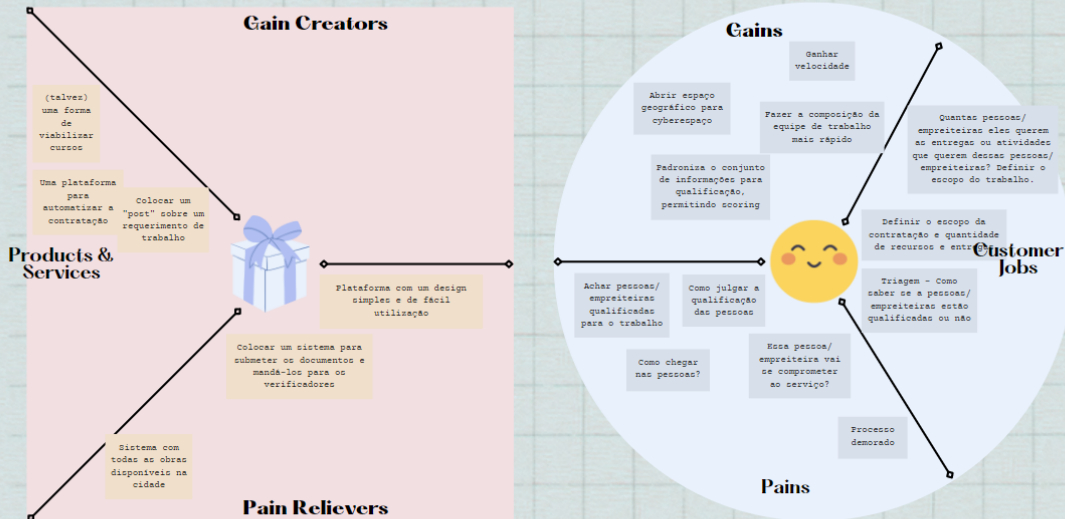 Gain Creators
(talvez)
uma forma
de
viabilizar
cursos
Uma plataforma
para
automatizar a
contratação
Colocar um
"post" sobre um
requerimento de
trabalho
Products &
Services
Plataforma com um design
simples e de fácil
utilização
Colocar um sistema para
submeter os documentos e
mandá-los para os
verificadores
Sistema com
todas as obras
disponíveis na
cidade
Pain Relievers
Gains
Ganhar
velocidade
Abrir espaço
geográfico para
cyberespaço
Fazer a composição da
equipe de trabalho
mais rápido
Padroniza o conjunto
de informações para
qualificação,
permitindo scoring
Quantas pessoas/
empreiteiras eles querem
as entregas ou atividades
que querem dessas pessoas/
empreiteiras? Definir o
escopo do trabalho.
Definir o escopo da
contratação e quantidade
de recursos e
Customer
Jobs
Triagem - Como
saber se a pessoas/
empreiteiras estão
qualificadas ou não
Achar pessoas/
empreiteiras
qualificadas
para o trabalho
Como julgar a
qualificação
das pessoas
Como chegar
nas pessoas?
Essa pessoa/
empreiteira vai
se comprometer
ao serviço?
Processo
demorado
Pains